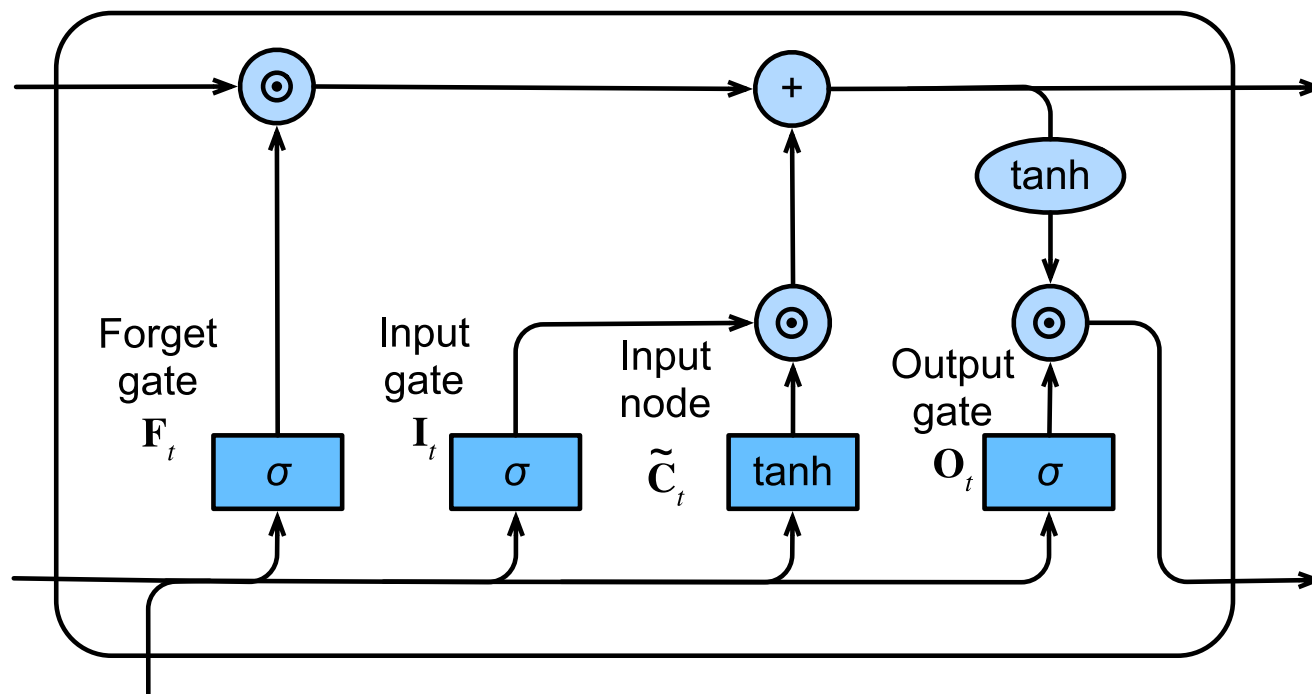 +
tanh
Forget
gate
F_t
Input
gate
I_t
Input
node
C̃_t
Output
gate
O_t
σ
σ
tanh
σ